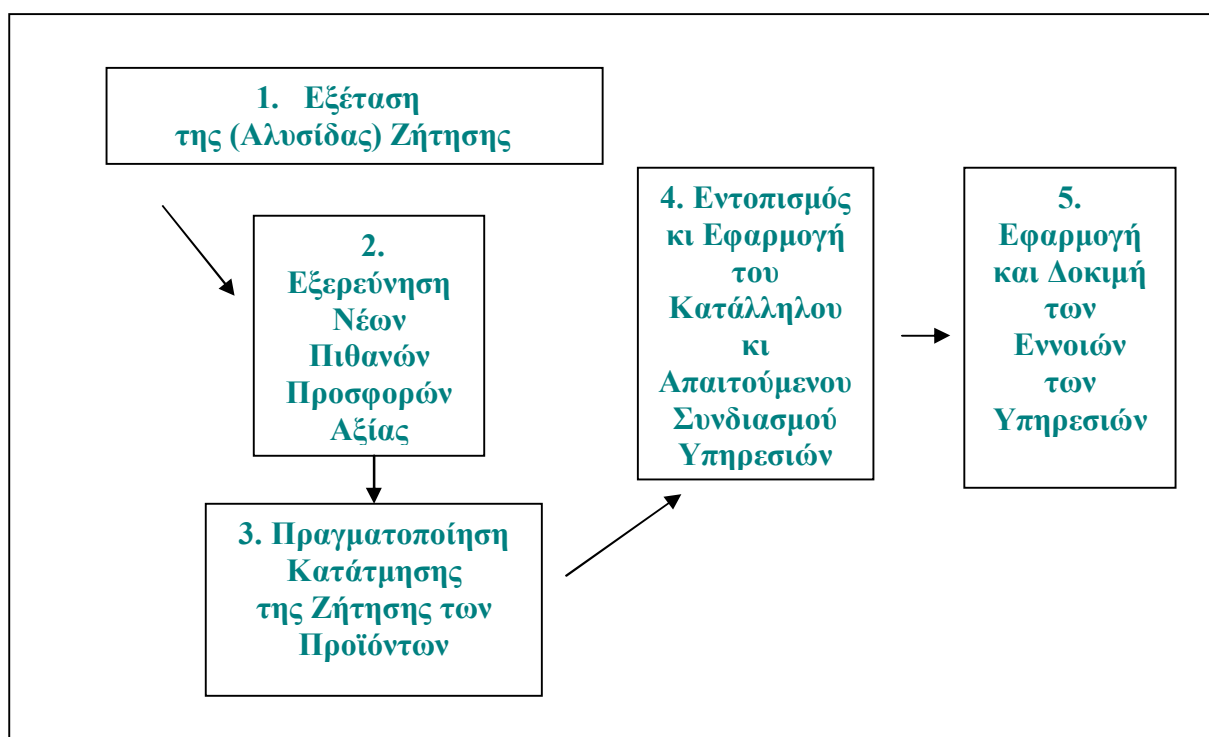 1. Εξέταση
της (Αλυσίδας) Ζήτησης
2.
Εξερεύνηση
Νέων
Πιθανών
Προσφορών
Αξίας
3. Πραγματοποίηση
Κατάτμησης
της Ζήτησης των
Προϊόντων
4. Εντοπισμός
κι Εφαρμογή
του
Κατάλληλου
κι
Απαιτούμενου
Συνδιασμού
Υπηρεσιών
5.
Εφαρμογή
και Δοκιμή
των
Εννοιών
των
Υπηρεσιών